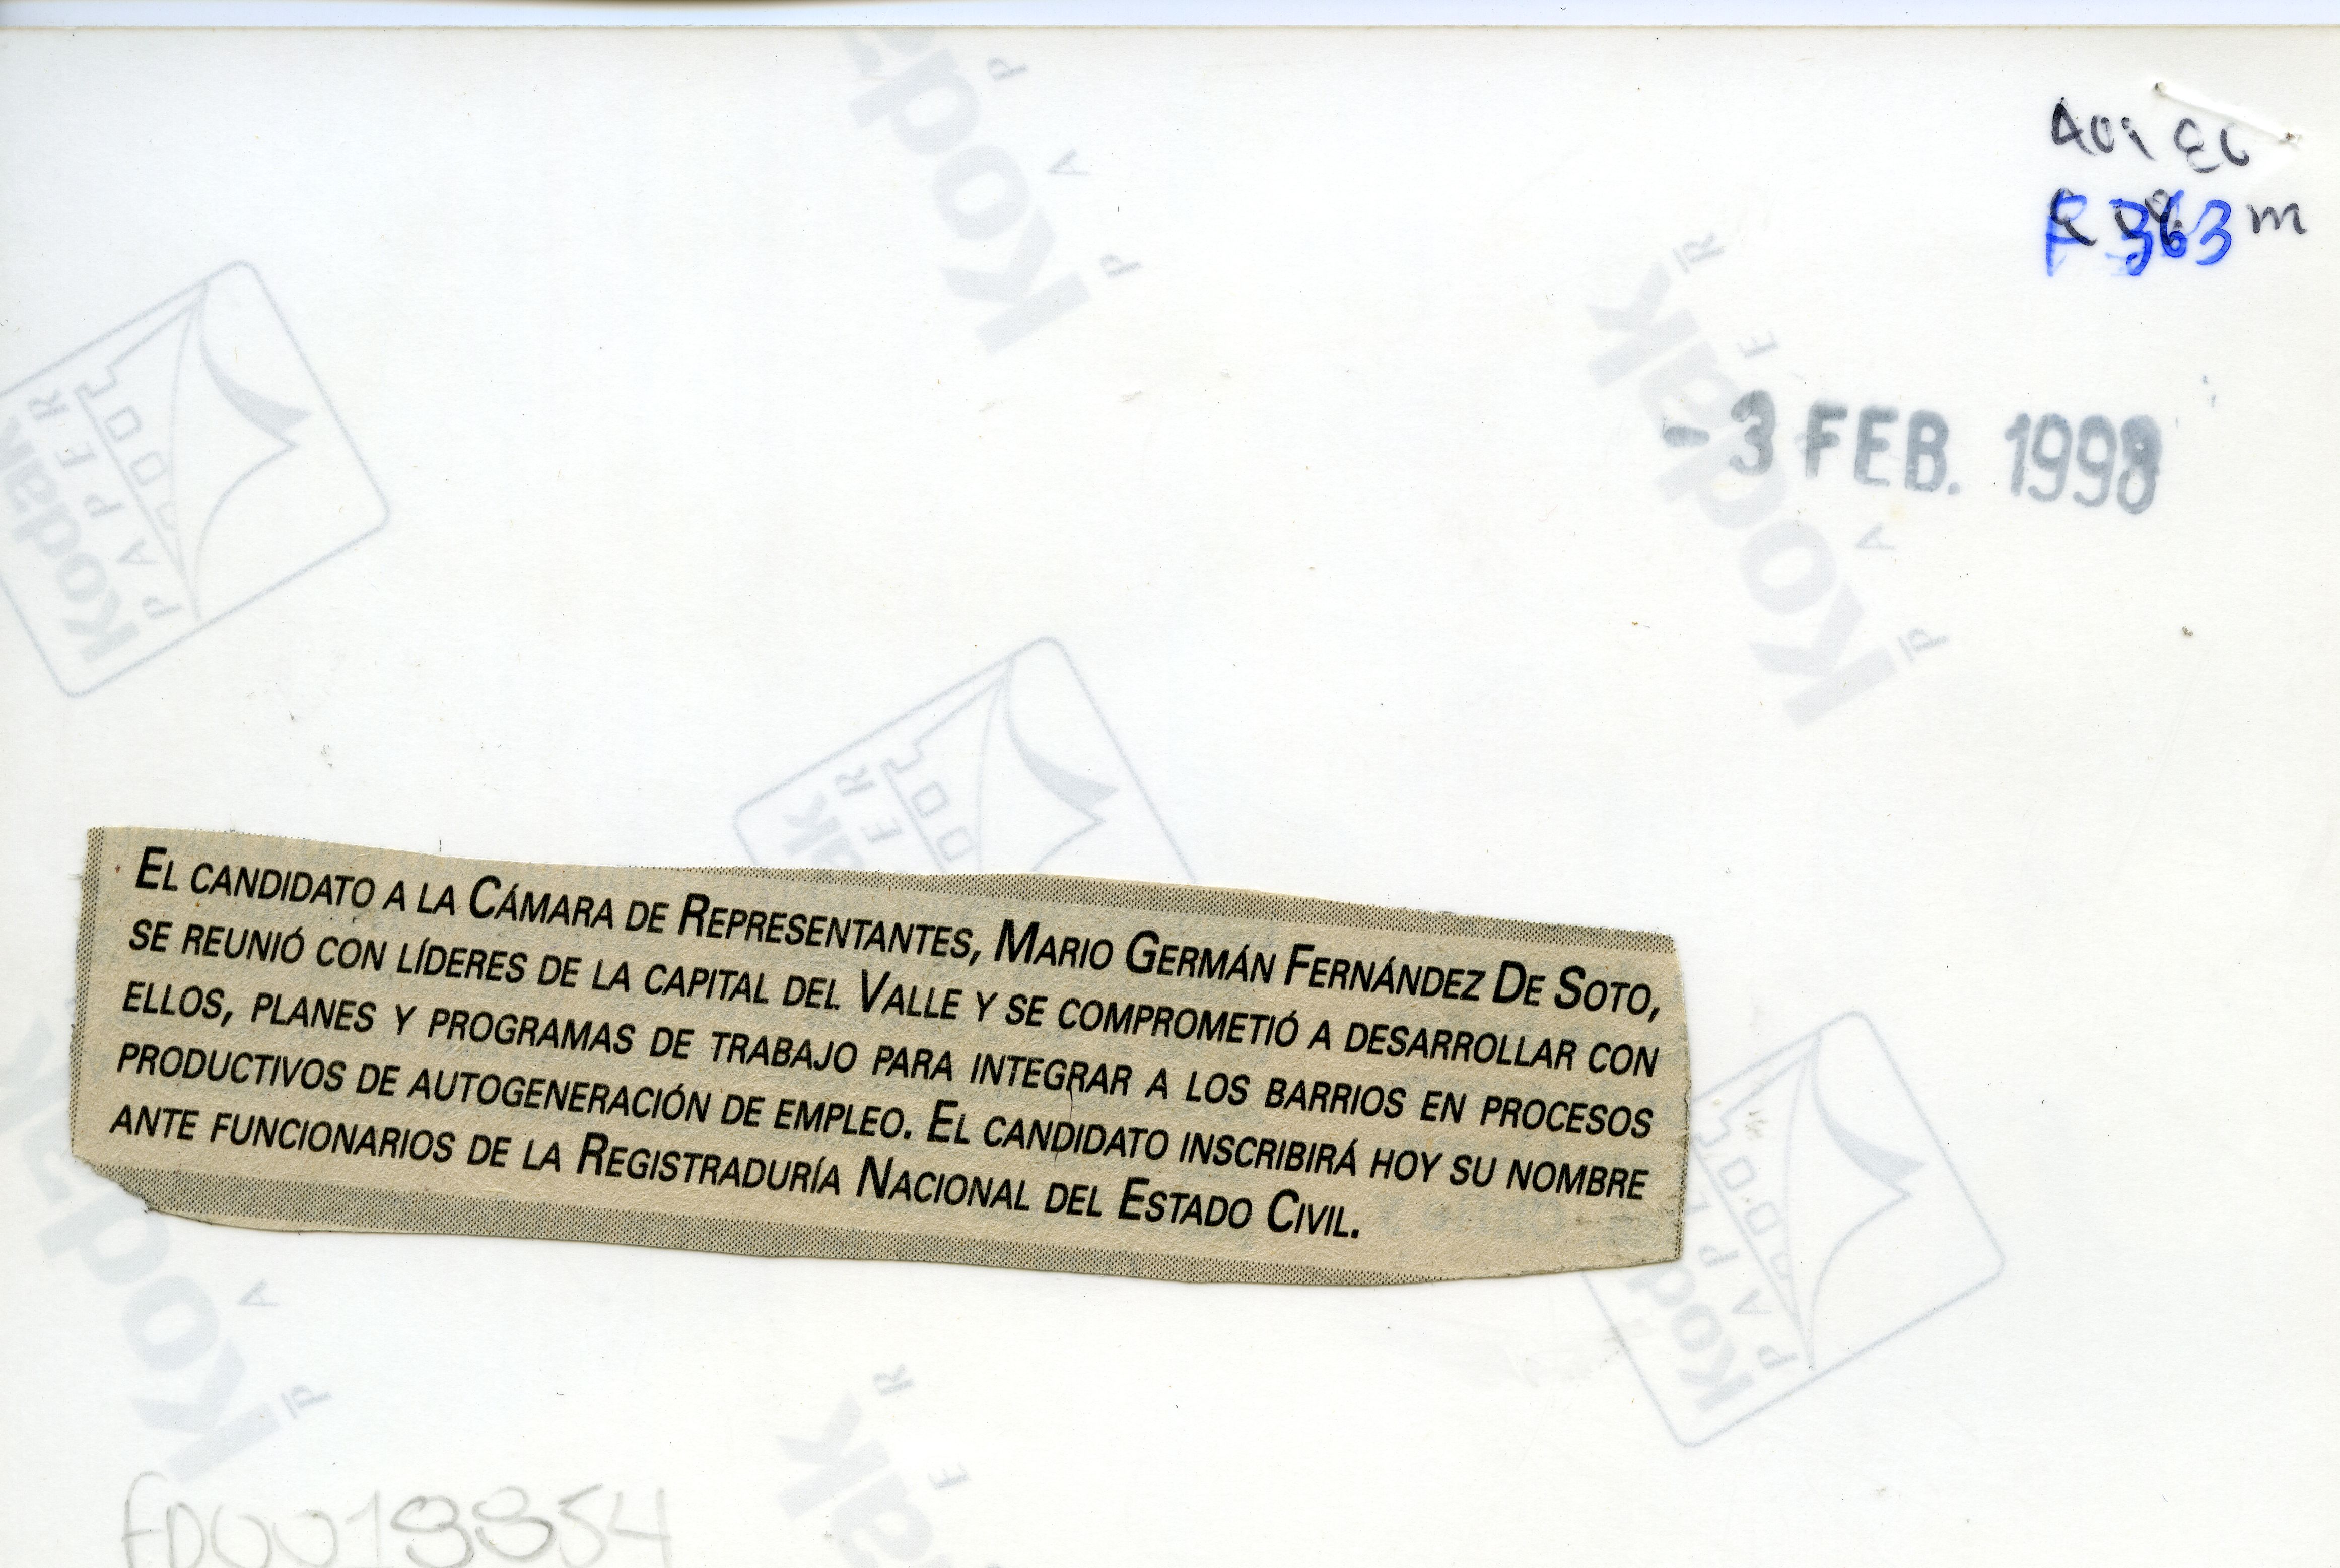 F 363 m
- 3 FEB. 1998
EL CANDIDATO A LA CÁMARA DE REPRESENTANTES, MARIO GERMÁN FERNÁNDEZ DE SOTO,
SE REUNIÓ CON LÍDERES DE LA CAPITAL DEL VALLE Y SE COMPROMETIÓ A DESARROLLAR CON
ELLOS, PLANES Y PROGRAMAS DE TRABAJO PARA INTEGRAR A LOS BARRIOS EN PROCESOS
PRODUCTIVOS DE AUTOGENERACIÓN DE EMPLEO. EL CANDIDATO INSCRIBIRÁ HOY SU NOMBRE
ANTE FUNCIONARIOS DE LA REGISTRADURÍA NACIONAL DEL ESTADO CIVIL.
Kodak
PAPER